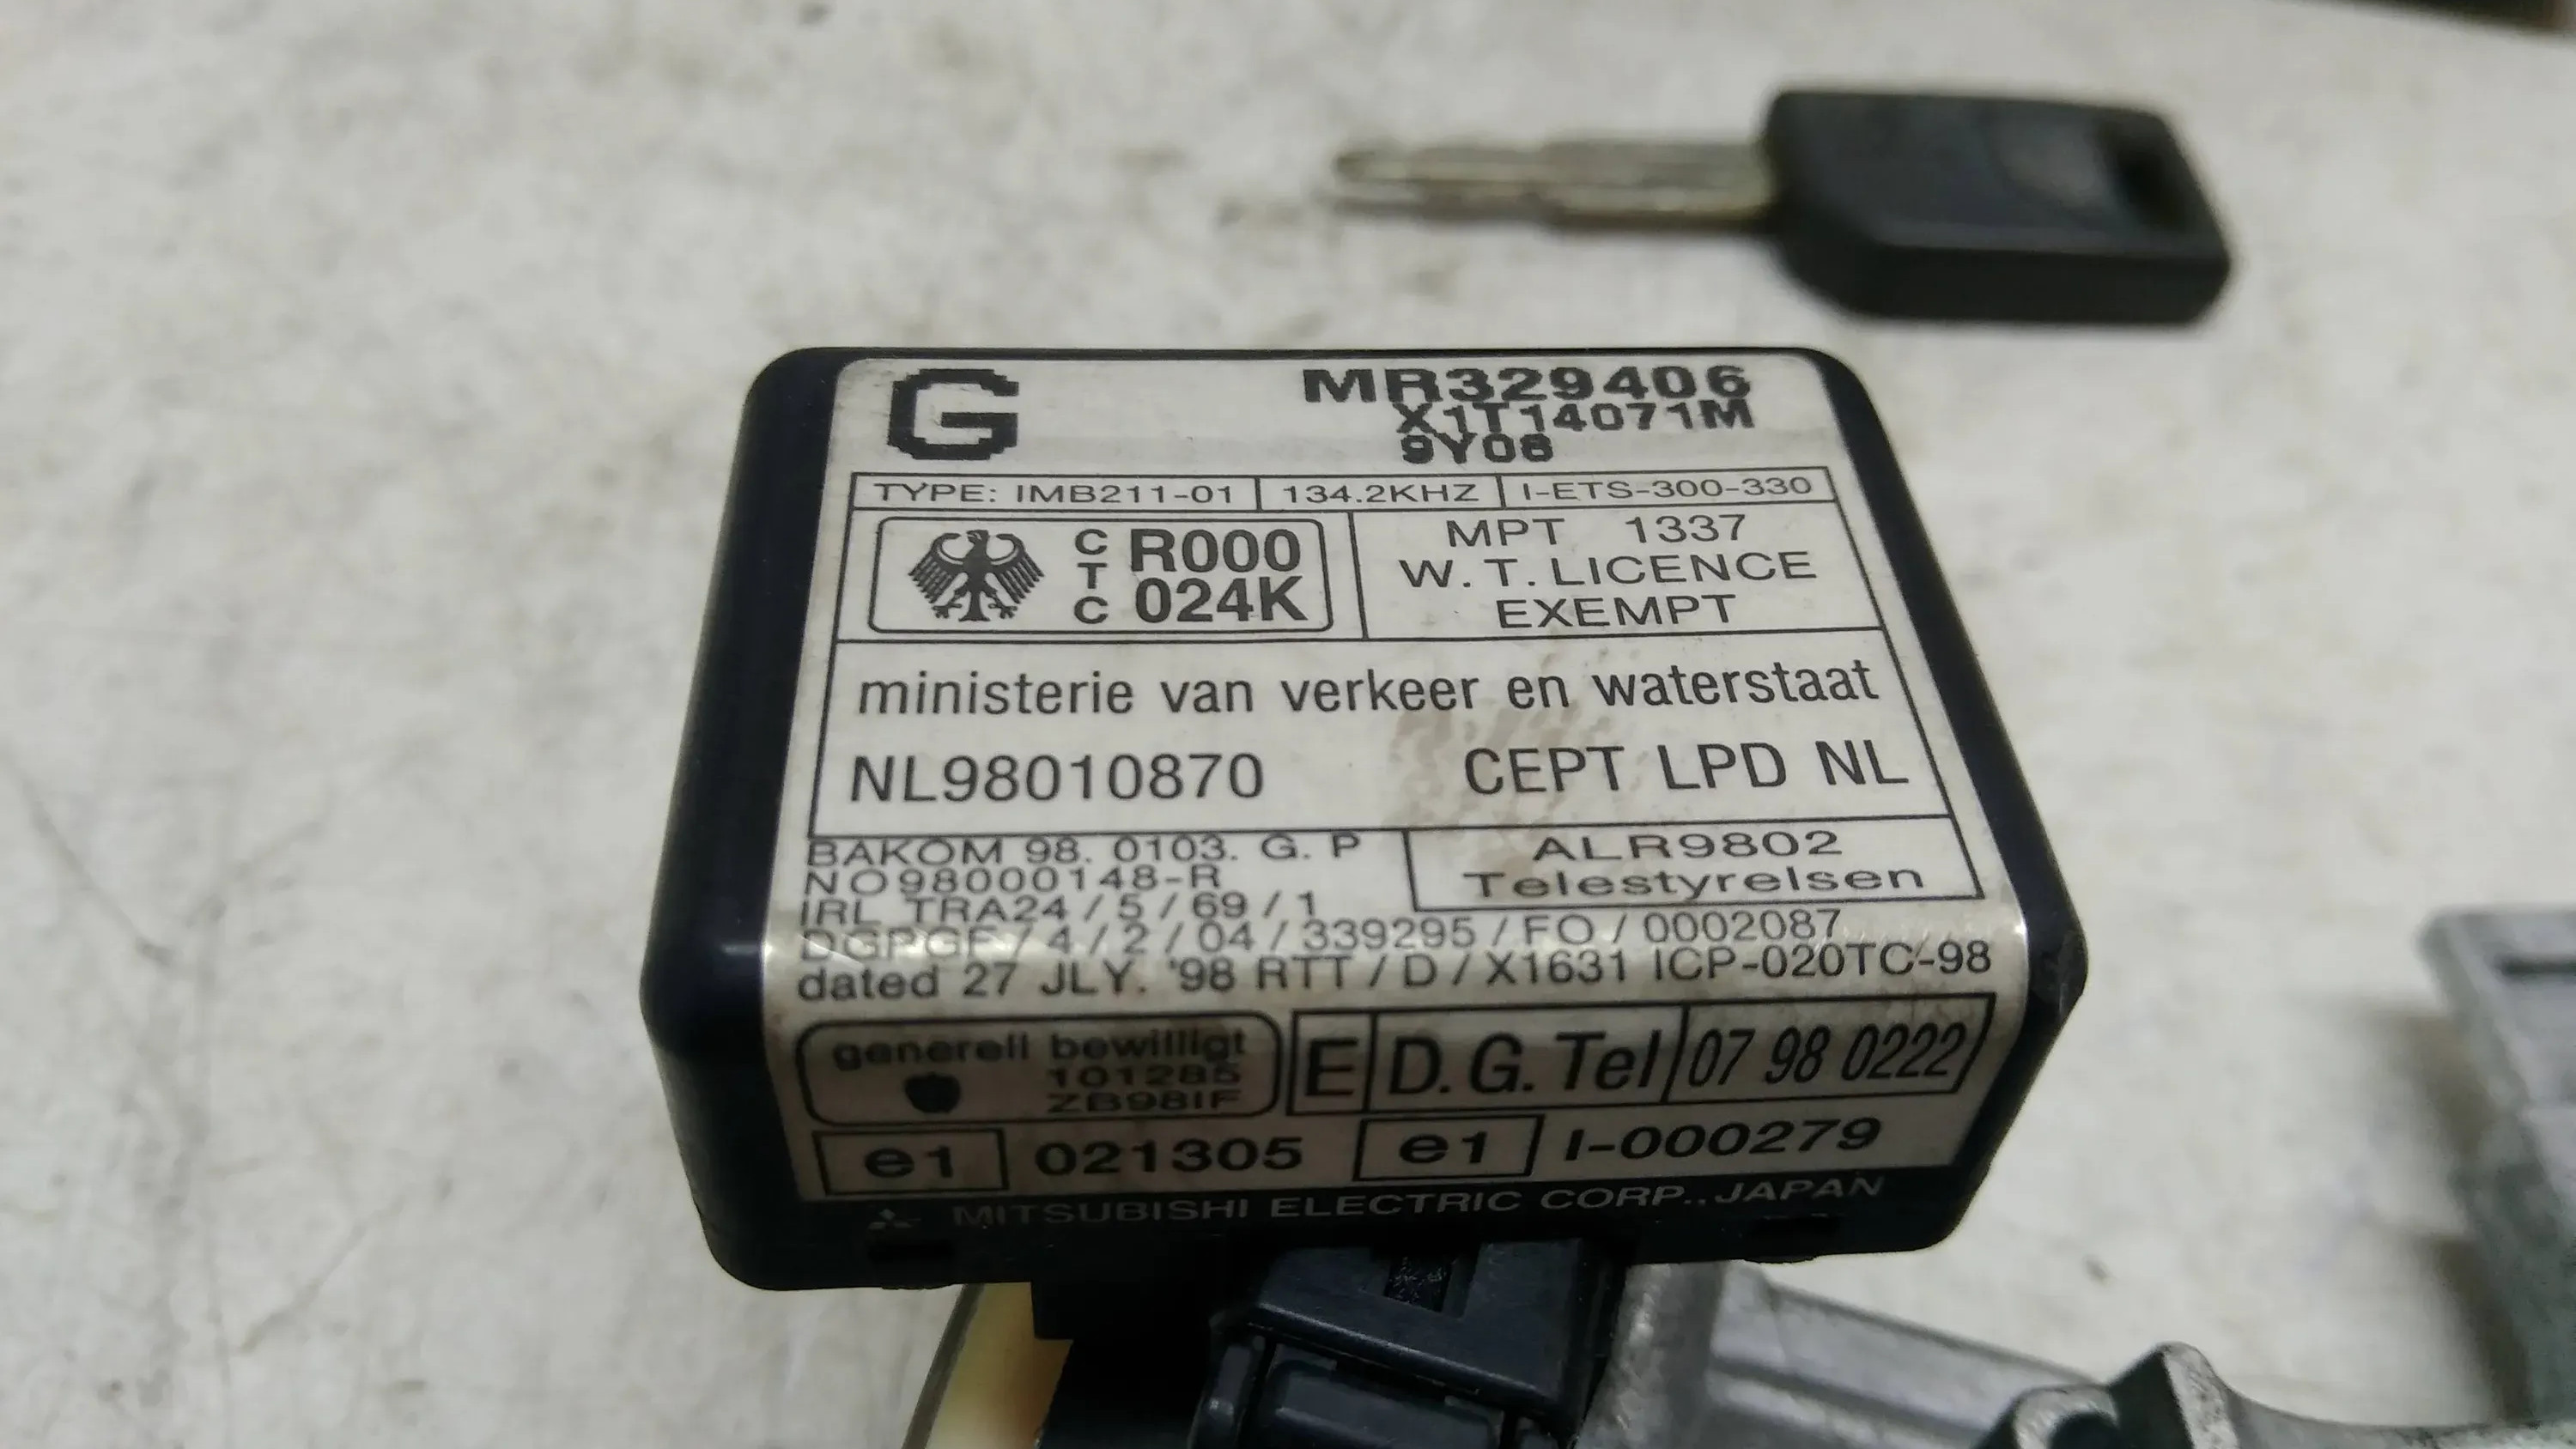 G
MR329406
X1T14071M
9Y08
TYPE: IMB211-01 134.2KHZ I-ETS-300-330
CTC R000 024K
MPT 1337
W.T.LICENCE
EXEMPT
ministerie van verkeer en waterstaat
NL98010870 CEPT LPD NL
BAKOM 98. 0103. G. P
NO98000148-R
IRL TRA24/5/69/1
ALR9802
Telestyrelsen
DGPGF/4/2/04/339295/FO/0002087
dated 27 JLY. '98 RTT/D/X1631 ICP-020TC-98
generell bewilligt
101285
ZB98IF
E D.G.Tel 07 98 0222
e1 021305 e1 I-000279
MITSUBISHI ELECTRIC CORP.,JAPAN